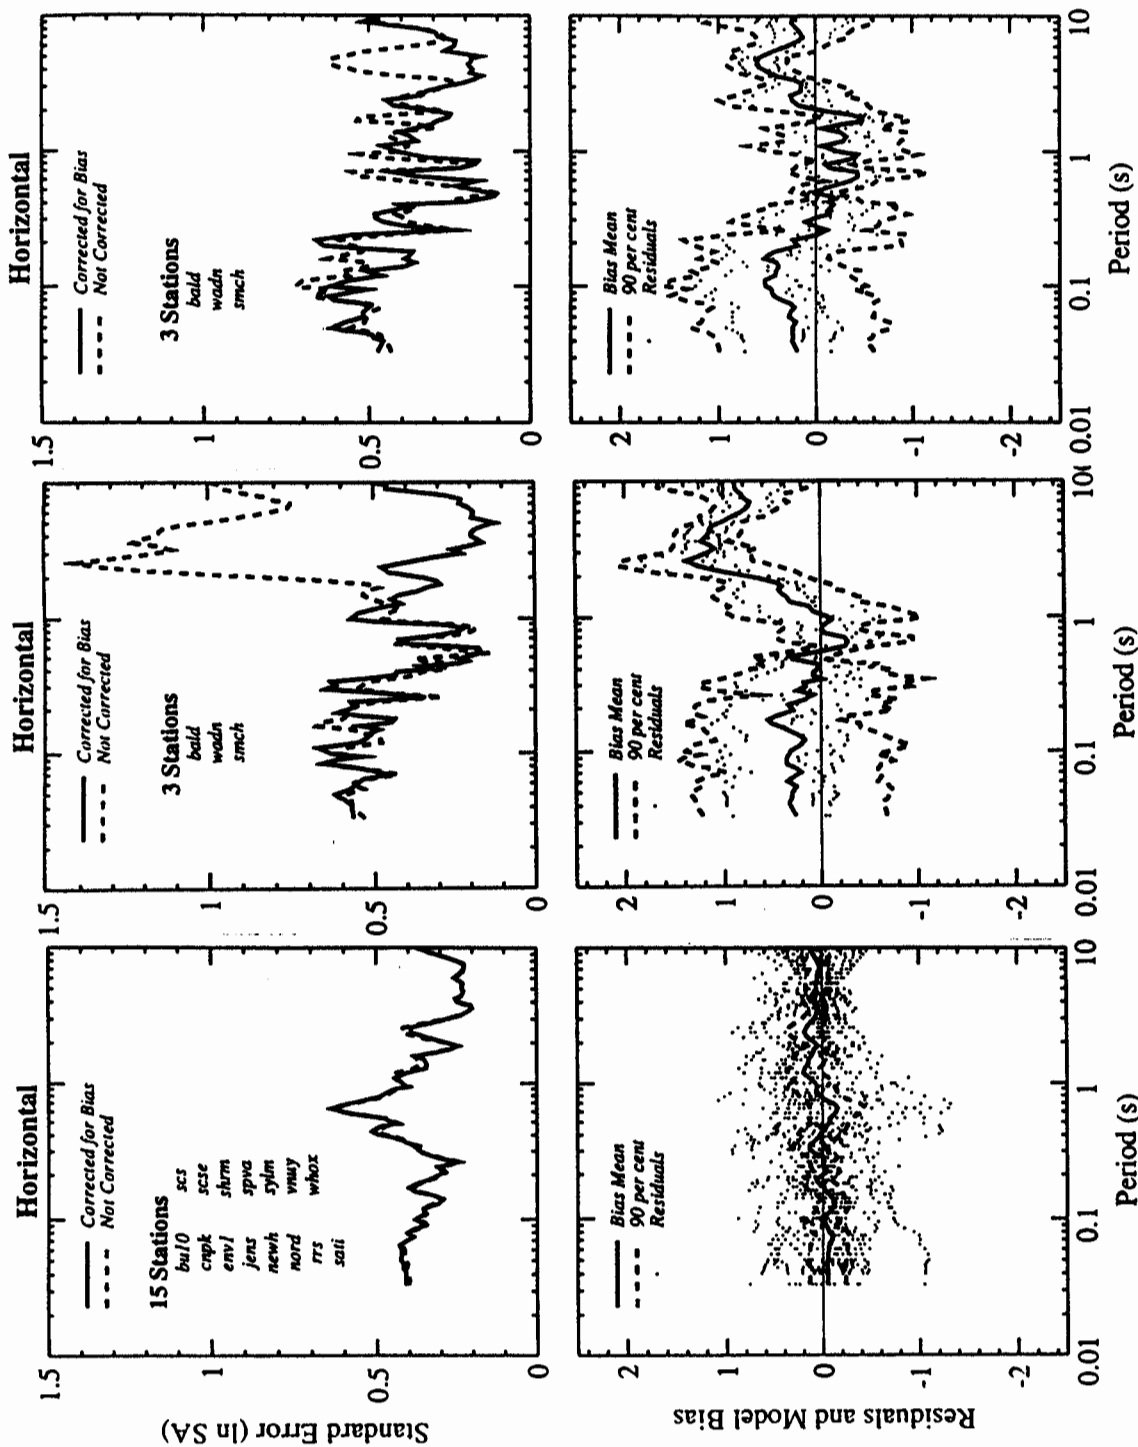 Horizontal
Corrected for Bias
Not Corrected
15 Stations
bu10 scs
cnpk scse
env1 shrm
jens spva
newh sylm
nord vnuy
rrs whox
sati
1.5
1
0.5
0
Standard Error (ln SA)
Bias Mean
90 per cent
Residuals
2
1
0
-1
-2
Residuals and Model Bias
0.01 0.1 1 10
Period (s)
Horizontal
Corrected for Bias
Not Corrected
3 Stations
bald
wadn
smch
1.5
1
0.5
0
Bias Mean
90 per cent
Residuals
2
1
0
-1
-2
0.01 0.1 1 10
Period (s)
Horizontal
Corrected for Bias
Not Corrected
3 Stations
bald
wadn
smch
1.5
1
0.5
0
Bias Mean
90 per cent
Residuals
2
1
0
-1
-2
0.01 0.1 1 10
Period (s)